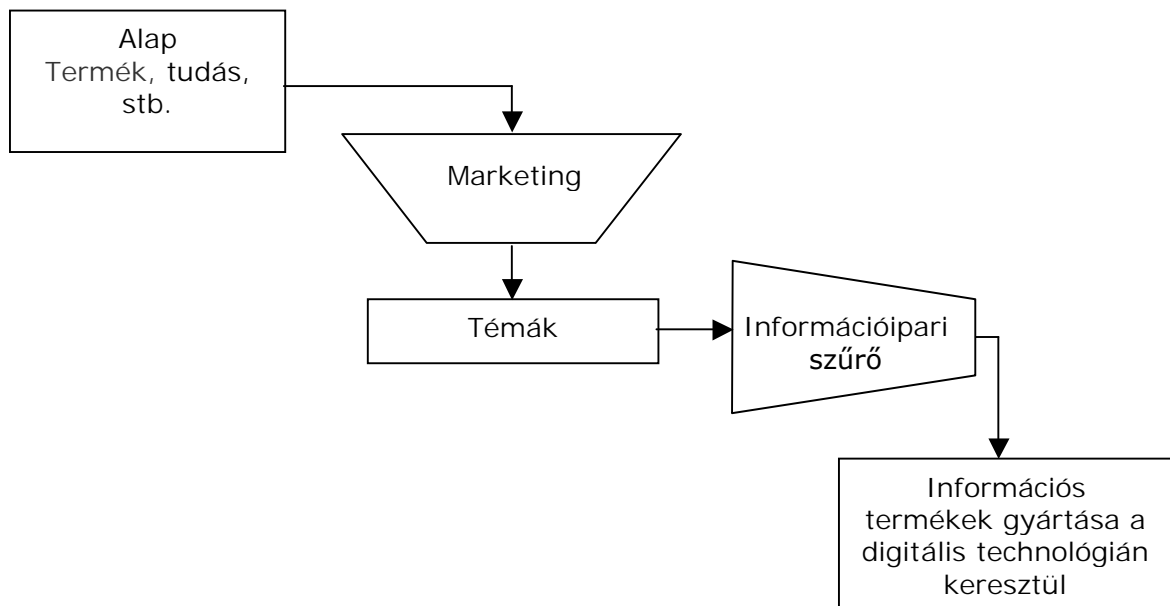 Alap
Termék, tudás,
stb.
Marketing
Témák
Információipari
szűrő
Információs
termékek gyártása a
digitális technológián
keresztül